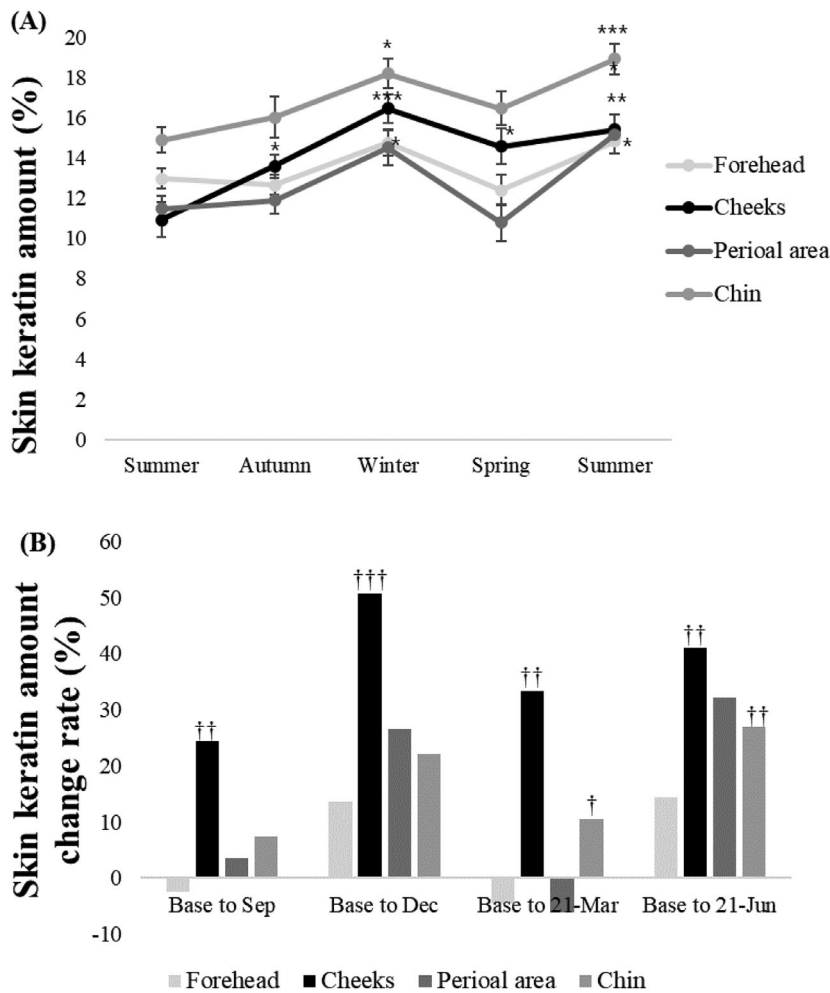 (A)
Skin keratin amount (%)
20
18
16
14
12
10
8
6
4
2
0
*
***
*
*
***
*
**
*
*
Summer Autumn Winter Spring Summer
Forehead
Cheeks
Perioal area
Chin
(B)
Skin keratin amount
change rate (%)
60
50
40
30
20
10
0
-10
††
†††
††
†
††
††
Base to Sep Base to Dec Base to 21-Mar Base to 21-Jun
Forehead Cheeks Perioal area Chin